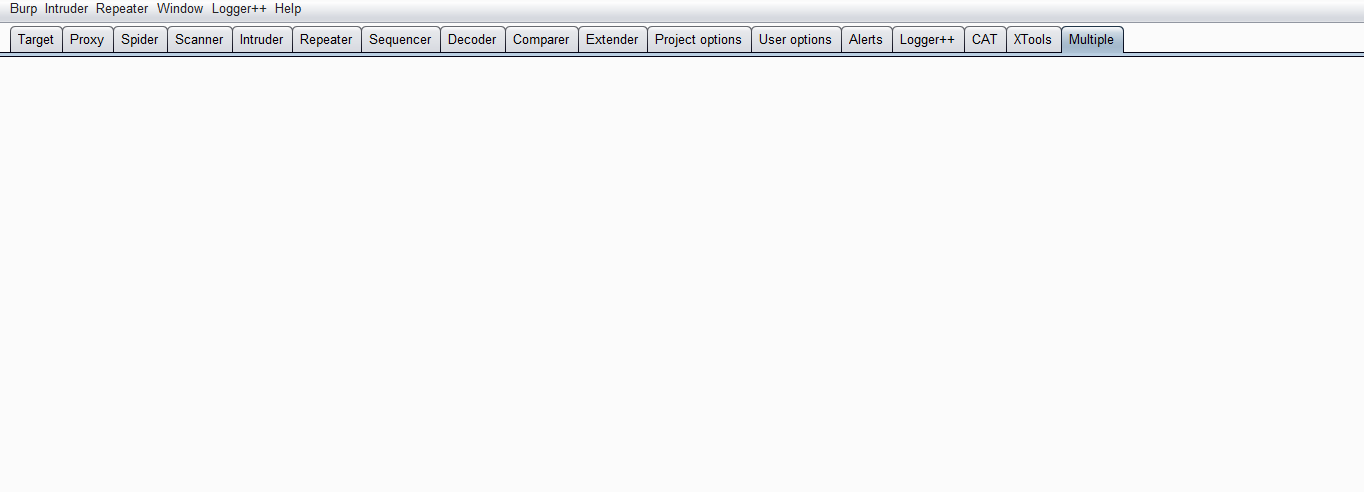 Burp Intruder Repeater Window Logger++ Help
Target Proxy Spider Scanner Intruder Repeater Sequencer Decoder Comparer Extender Project options User options Alerts Logger++ CAT XTools Multiple